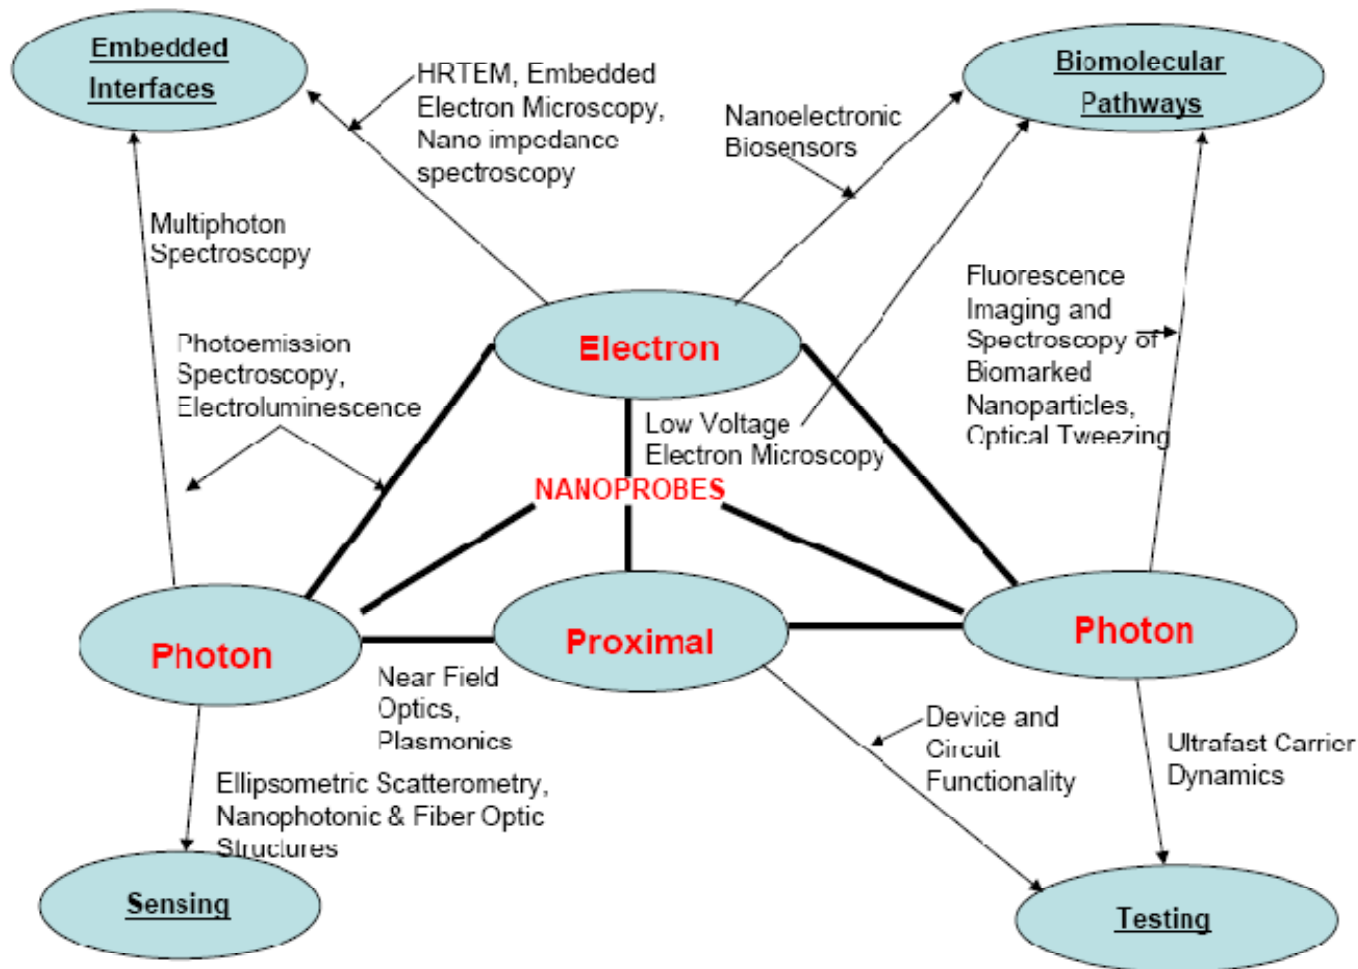 Embedded
Interfaces
HRTEM, Embedded
Electron Microscopy,
Nano impedance
spectroscopy
Nanoelectronic
Biosensors
Biomolecular
Pathways
Multiphoton
Spectroscopy
Photoemission
Spectroscopy,
Electroluminescence
Electron
Fluorescence
Imaging and
Spectroscopy of
Biomarked
Nanoparticles,
Optical Tweezing
Low Voltage
Electron Microscopy
NANOPROBES
Photon
Proximal
Photon
Near Field
Optics,
Plasmonics
Device and
Circuit
Functionality
Ultrafast Carrier
Dynamics
Ellipsometric Scatterometry,
Nanophotonic & Fiber Optic
Structures
Sensing
Testing